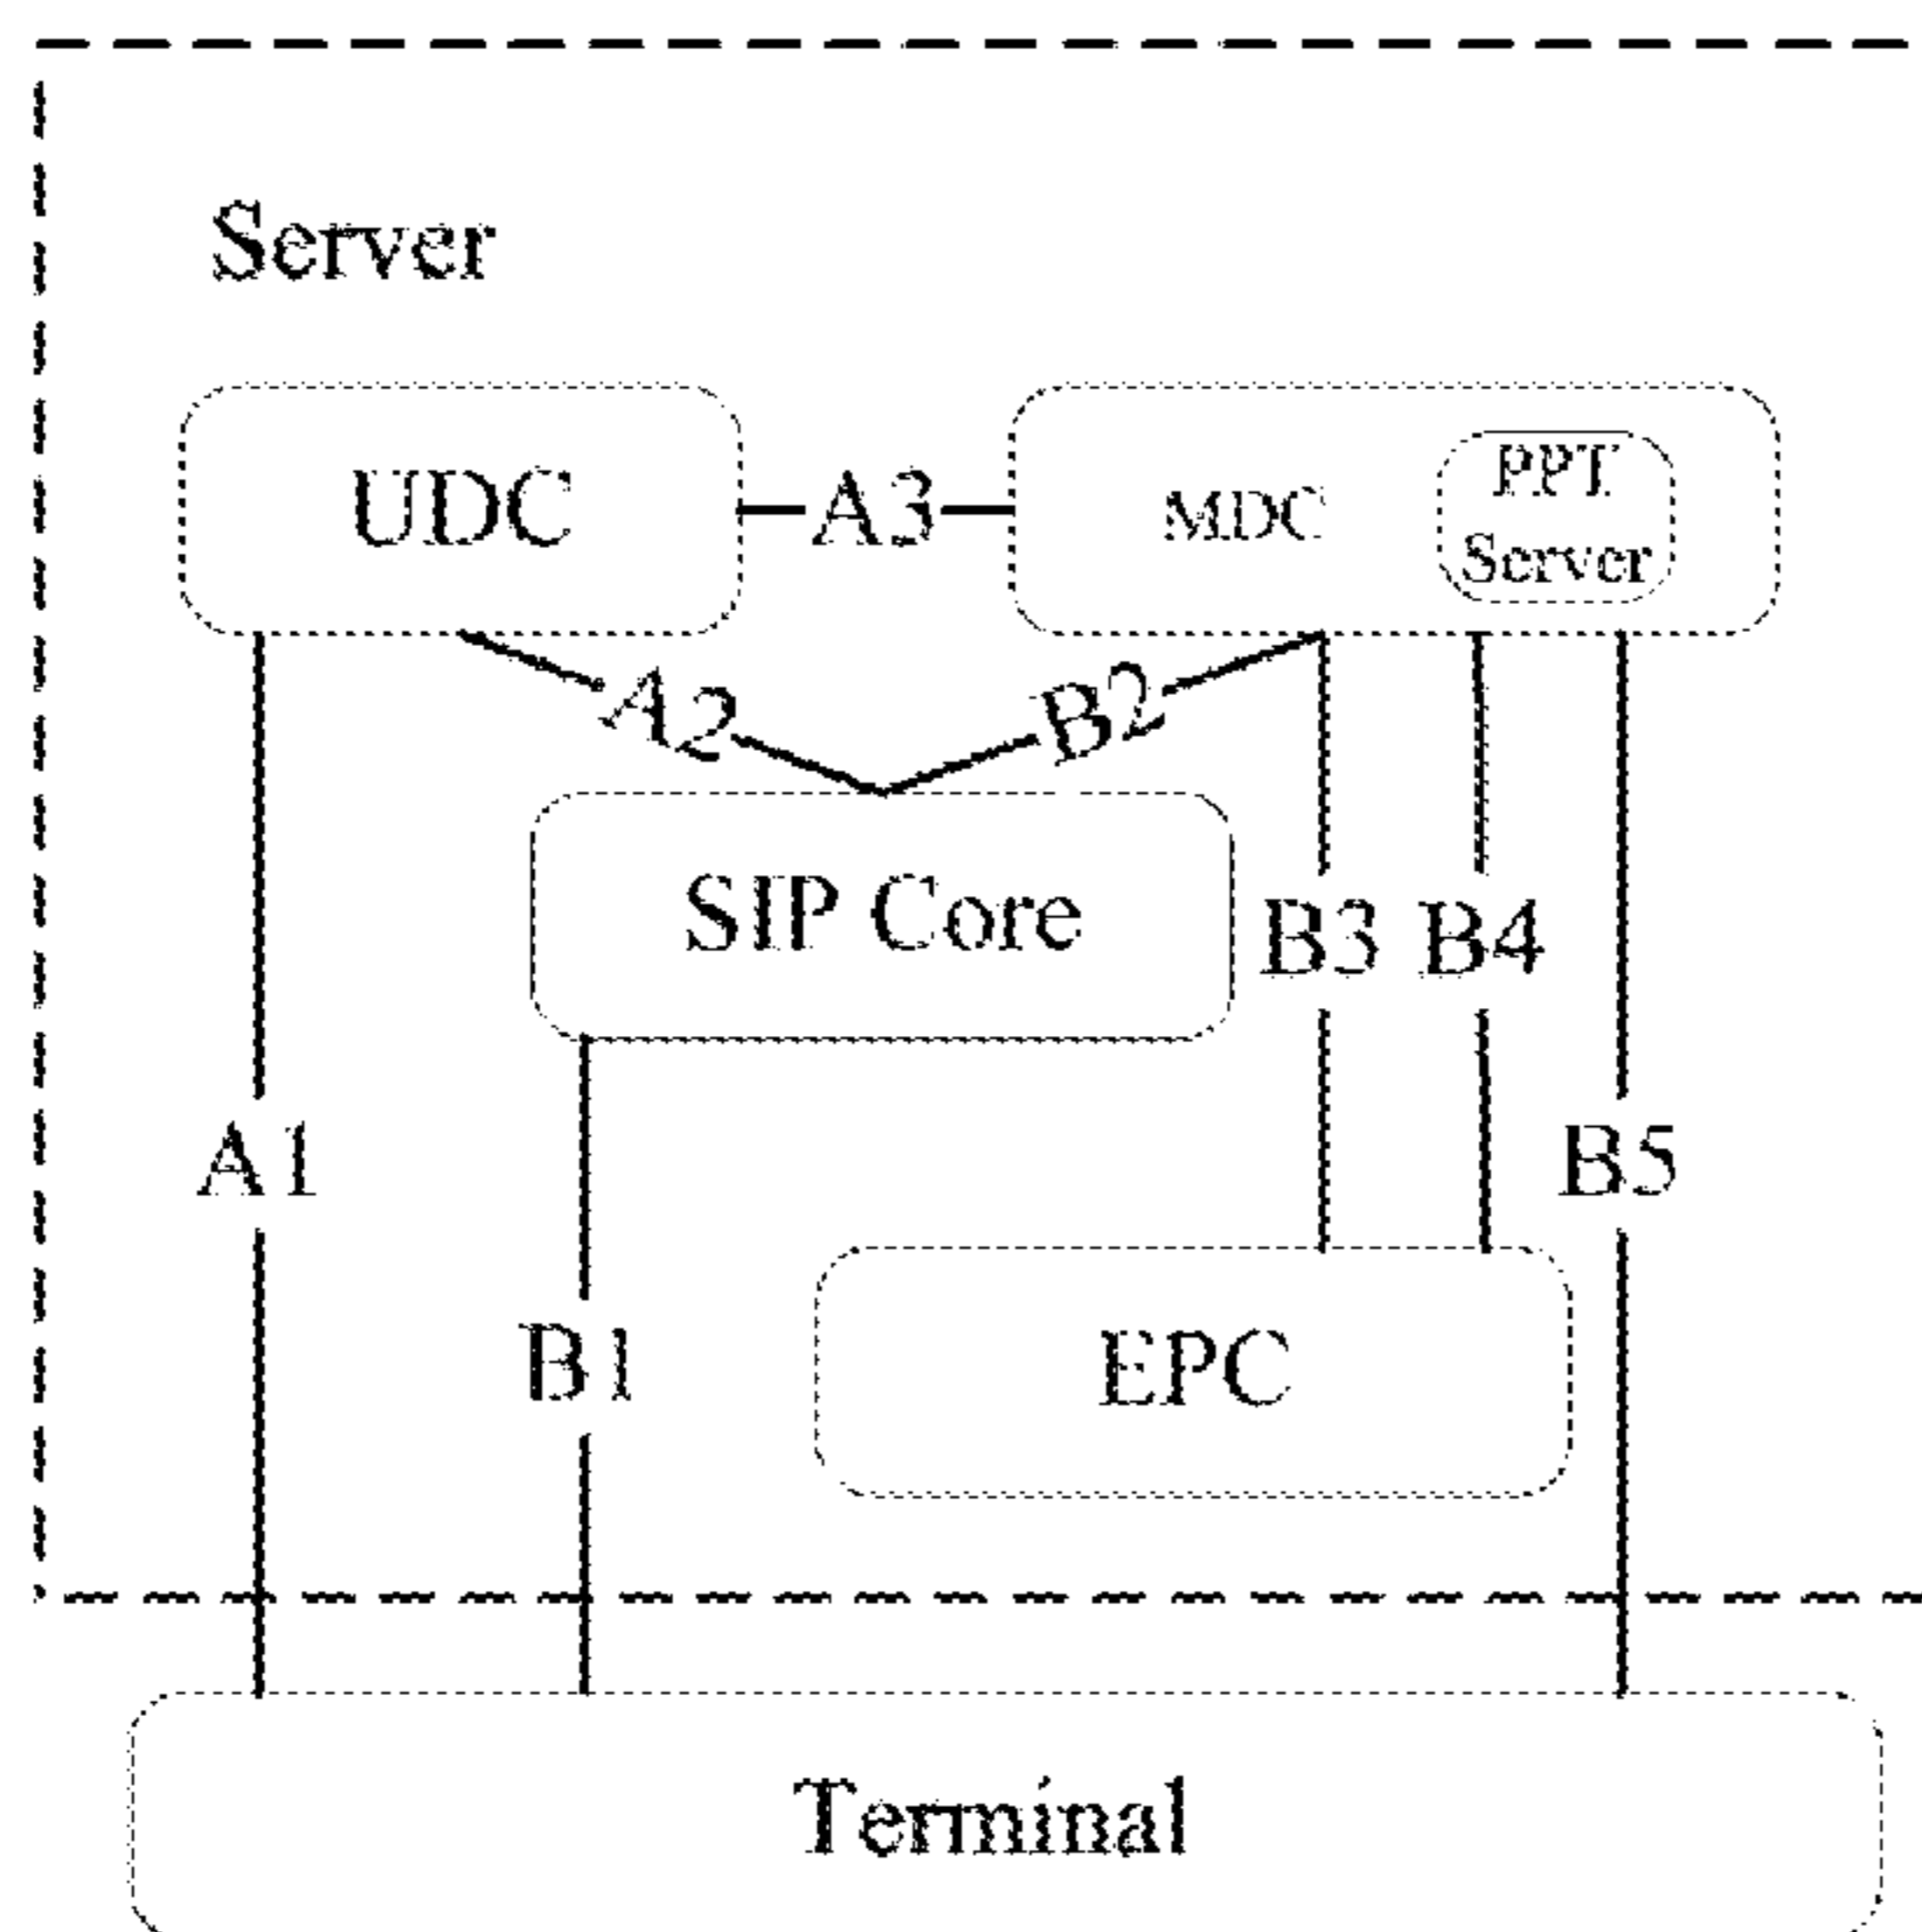 Server
UDC
A3
MDC
PPT
Server
A2
B2
SIP Core
B3
B4
A1
B5
B1
EPC
Terminal